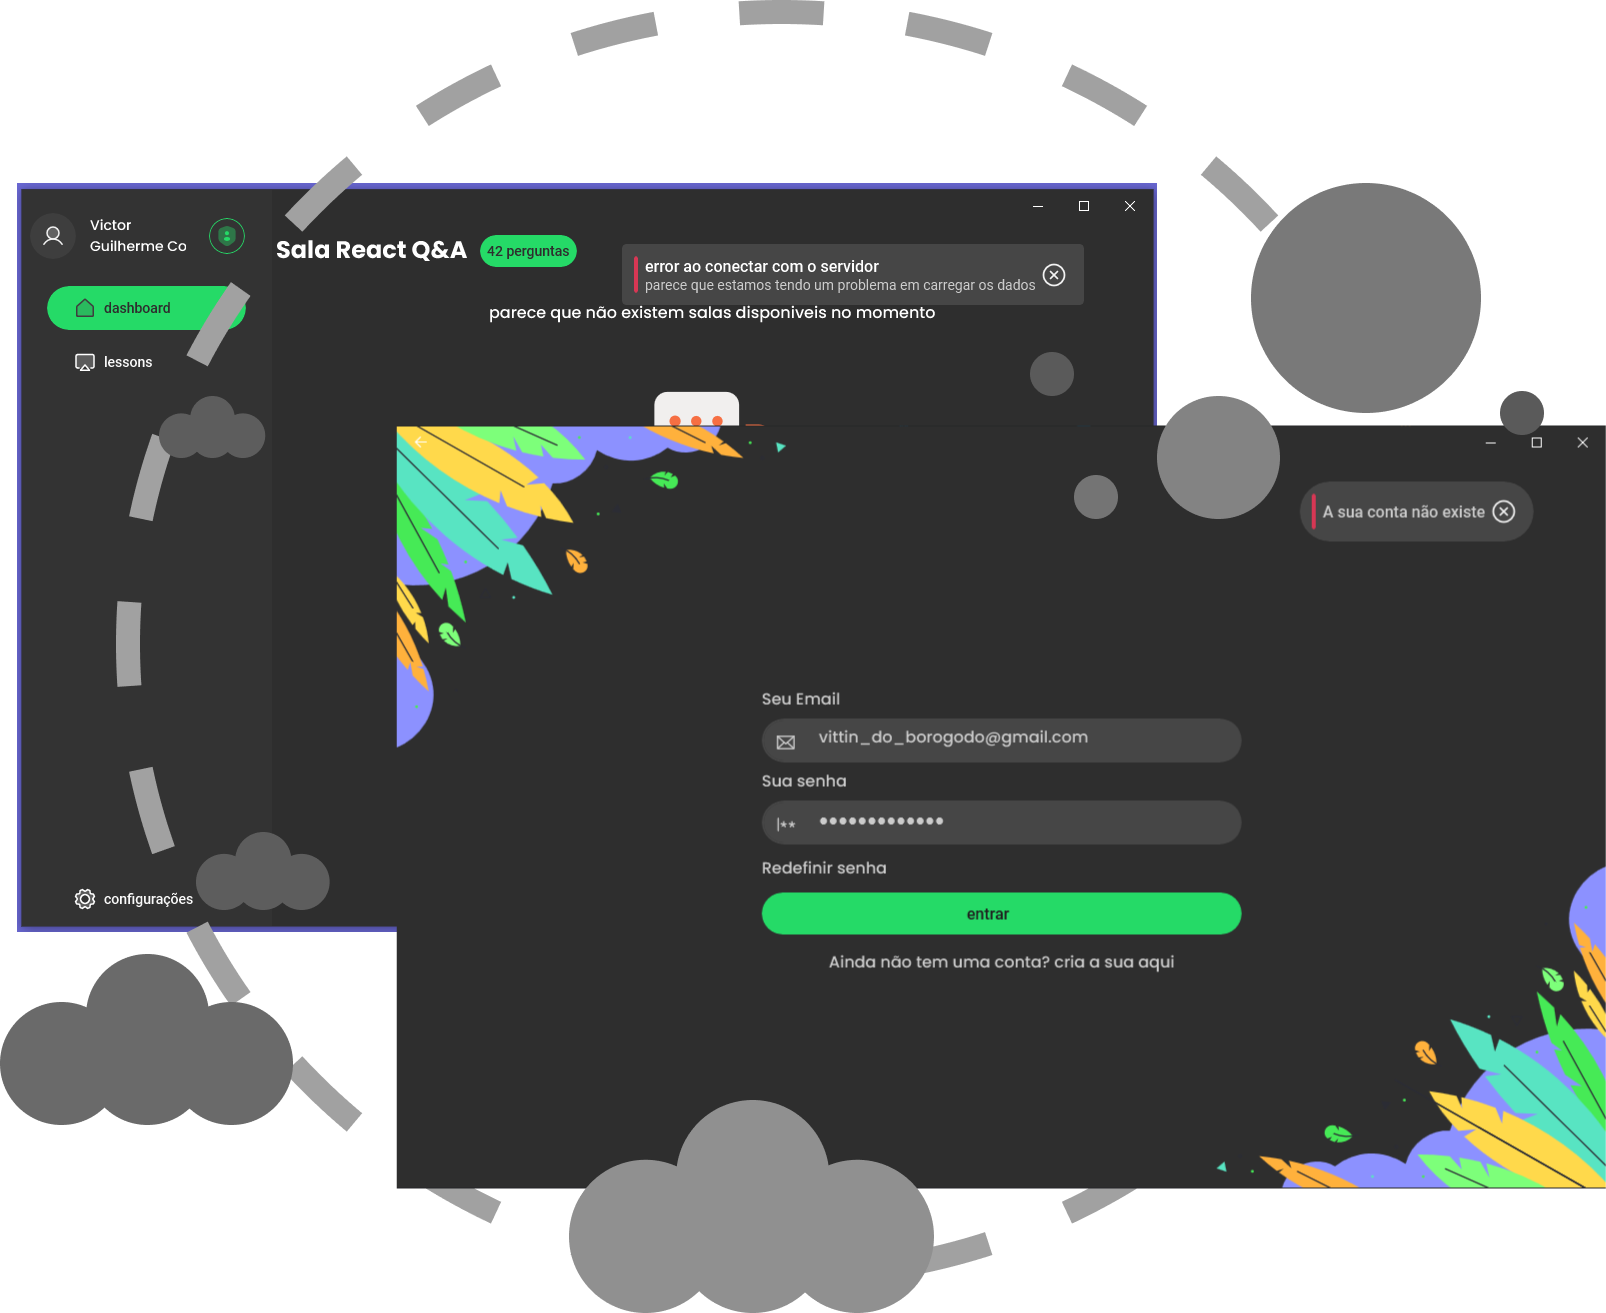 Victor
Guilherme Co
dashboard
lessons
configurações
Sala React Q&A
42 perguntas
error ao conectar com o servidor
parece que estamos tendo um problema em carregar os dados
parece que não existem salas disponiveis no momento
A sua conta não existe
Seu Email
vittin_do_borogodo@gmail.com
Sua senha
|**
•••••••••••••
Redefinir senha
entrar
Ainda não tem uma conta? cria a sua aqui